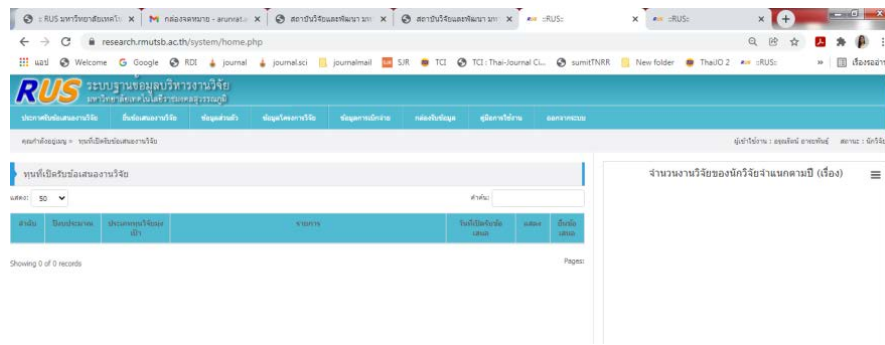 :: RUS มหาวิทยาลัยเทคโนโ
กล่องจดหมาย - arunrat.a
สถาบันวิจัยและพัฒนา มท
สถาบันวิจัยและพัฒนา มท
::RUS:
::RUS:
research.rmutsb.ac.th/system/home.php
แอป Welcome Google RDI journal journal.sci journalmail SJR TCI TCI : Thai-Journal Ci... sumitTNRR New folder ThaiJO 2 ::RUS: » เรื่องรออ่าน
RUS ระบบฐานข้อมูลบริหารงานวิจัย
มหาวิทยาลัยเทคโนโลยีราชมงคลสุวรรณภูมิ
ประกาศรับข้อเสนองานวิจัย ยื่นข้อเสนองานวิจัย ข้อมูลส่วนตัว ข้อมูลโครงการวิจัย ข้อมูลการเบิกจ่าย กล่องรับข้อมูล คู่มือการใช้งาน ออกจากระบบ
คุณกำลังอยู่เมนู » ทุนที่เปิดรับข้อเสนองานวิจัย
ผู้เข้าใช้งาน : สถานะ : นักวิจัย
ทุนที่เปิดรับข้อเสนองานวิจัย
จำนวนงานวิจัยของนักวิจัยจำแนกตามปี (เรื่อง)
แสดง: 50
คำค้น:
ลำดับ ปีงบประมาณ ประเภททุนวิจัยมุ่งเป้า รายการ วันที่เปิดรับข้อเสนอ แสดง ยื่นข้อเสนอ
Showing 0 of 0 records
Pages: